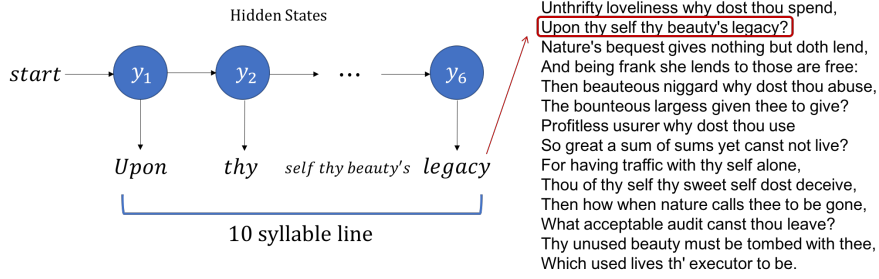 Hidden States
start y1 y2 ... y6
Upon thy self thy beauty's legacy
10 syllable line
Unthrifty loveliness why dost thou spend,
Upon thy self thy beauty's legacy?
Nature's bequest gives nothing but doth lend,
And being frank she lends to those are free:
Then beauteous niggard why dost thou abuse,
The bounteous largess given thee to give?
Profitless usurer why dost thou use
So great a sum of sums yet canst not live?
For having traffic with thy self alone,
Thou of thy self thy sweet self dost deceive,
Then how when nature calls thee to be gone,
What acceptable audit canst thou leave?
Thy unused beauty must be tombed with thee,
Which used lives th' executor to be.